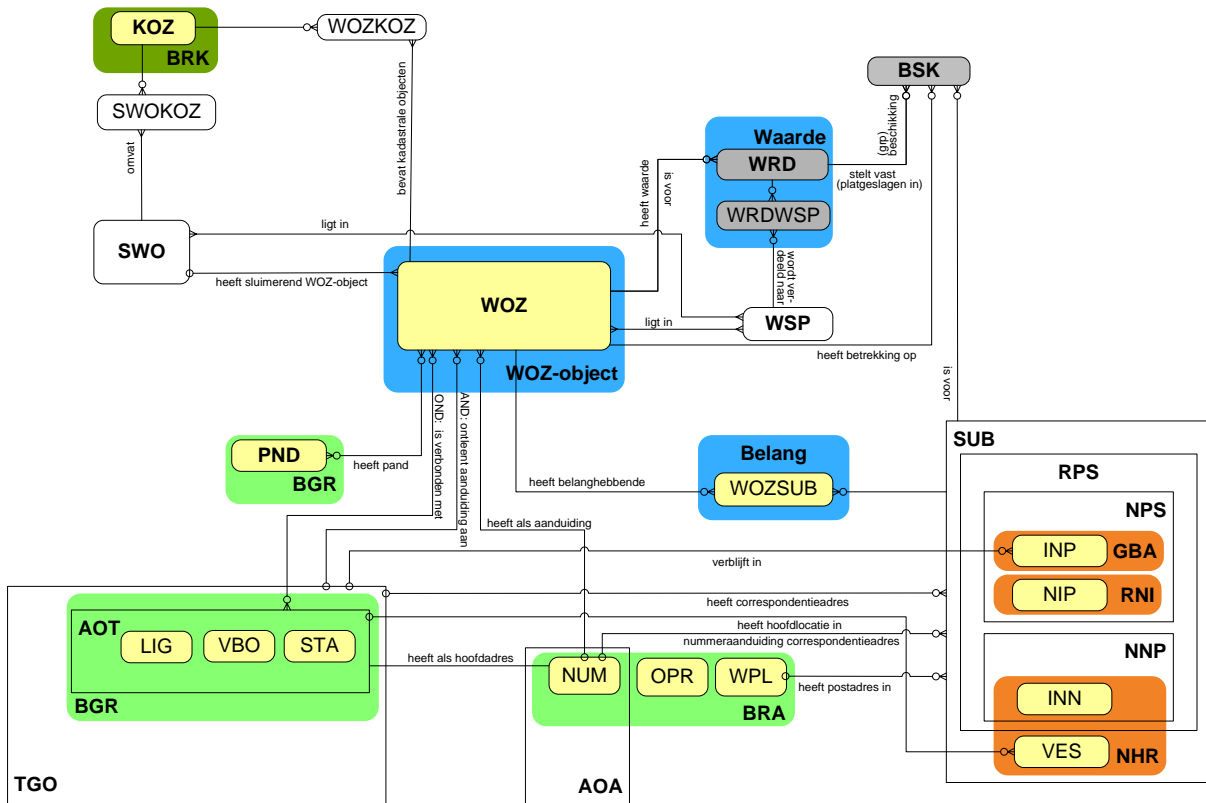 KOZ
BRK
WOZKOZ
BSK
SWOKOZ
omvat
bevat kadastrale objecten
Waarde
WRD
WRDWSP
(grp)
beschikking
stelt vast
(platgeslagen in)
heeft waarde
is voor
SWO
ligt in
heeft sluimerend WOZ-object
WOZ
WOZ-object
wordt ver-
deeld naar
WSP
ligt in
heeft betrekking op
is voor
PND
BGR
heeft pand
OND: is verbonden met
AND: ontleent aanduiding aan
heeft als aanduiding
Belang
WOZSUB
heeft belanghebbende
SUB
RPS
NPS
INP
GBA
NIP
RNI
verblijft in
heeft correspondentieadres
heeft hoofdlocatie in
nummeraanduiding correspondentieadres
AOT
LIG
VBO
STA
BGR
heeft als hoofdadres
NUM
OPR
WPL
BRA
heeft postadres in
NNP
INN
VES
NHR
TGO
AOA